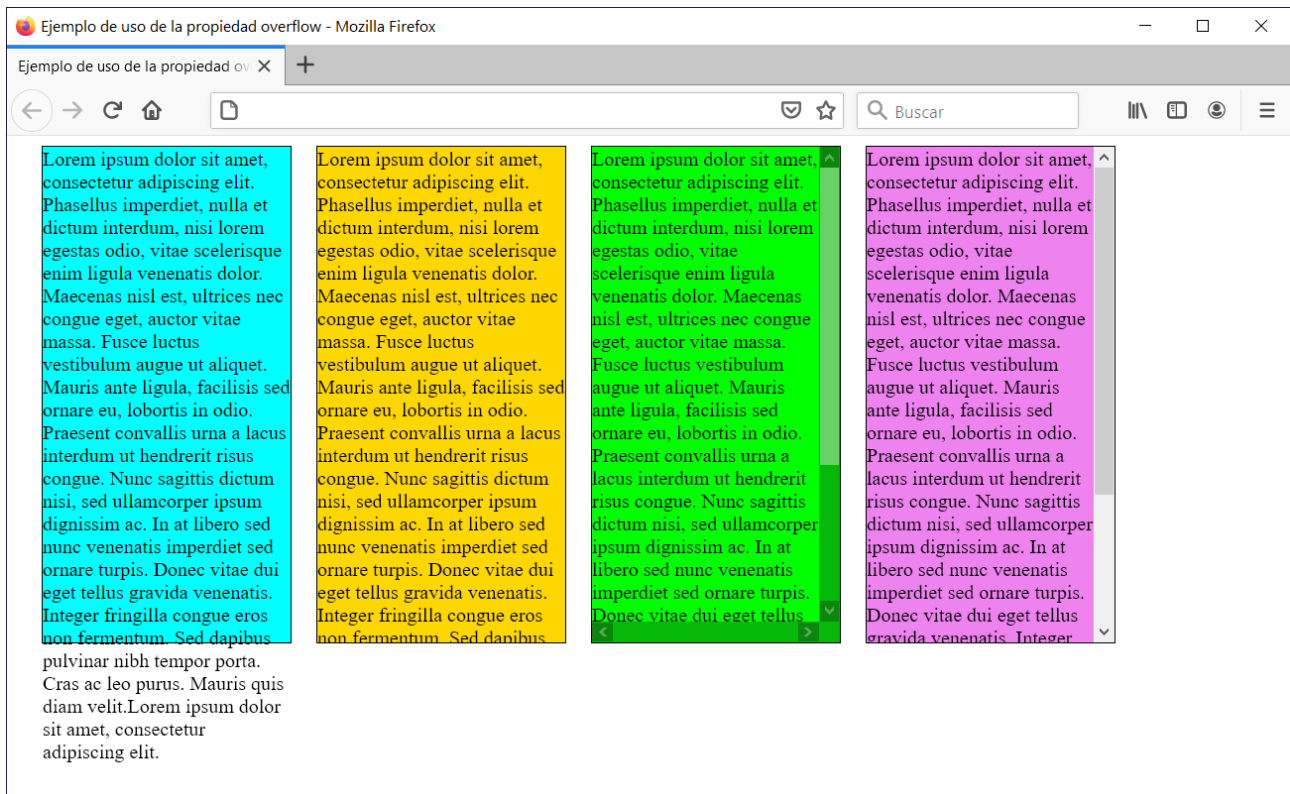 Ejemplo de uso de la propiedad overflow - Mozilla Firefox
Ejemplo de uso de la propiedad ov
Buscar
Lorem ipsum dolor sit amet,
consectetur adipiscing elit.
Phasellus imperdiet, nulla et
dictum interdum, nisi lorem
egestas odio, vitae scelerisque
enim ligula venenatis dolor.
Maecenas nisl est, ultrices nec
congue eget, auctor vitae
massa. Fusce luctus
vestibulum augue ut aliquet.
Mauris ante ligula, facilisis sed
ornare eu, lobortis in odio.
Praesent convallis urna a lacus
interdum ut hendrerit risus
congue. Nunc sagittis dictum
nisi, sed ullamcorper ipsum
dignissim ac. In at libero sed
nunc venenatis imperdiet sed
ornare turpis. Donec vitae dui
eget tellus gravida venenatis.
Integer fringilla congue eros
non fermentum. Sed dapibus
pulvinar nibh tempor porta.
Cras ac leo purus. Mauris quis
diam velit.Lorem ipsum dolor
sit amet, consectetur
adipiscing elit.
Lorem ipsum dolor sit amet,
consectetur adipiscing elit.
Phasellus imperdiet, nulla et
dictum interdum, nisi lorem
egestas odio, vitae scelerisque
enim ligula venenatis dolor.
Maecenas nisl est, ultrices nec
congue eget, auctor vitae
massa. Fusce luctus
vestibulum augue ut aliquet.
Mauris ante ligula, facilisis sed
ornare eu, lobortis in odio.
Praesent convallis urna a lacus
interdum ut hendrerit risus
congue. Nunc sagittis dictum
nisi, sed ullamcorper ipsum
dignissim ac. In at libero sed
nunc venenatis imperdiet sed
ornare turpis. Donec vitae dui
eget tellus gravida venenatis.
Integer fringilla congue eros
non fermentum. Sed dapibus
Lorem ipsum dolor sit amet,
consectetur adipiscing elit.
Phasellus imperdiet, nulla et
dictum interdum, nisi lorem
egestas odio, vitae
scelerisque enim ligula
venenatis dolor. Maecenas
nisl est, ultrices nec congue
eget, auctor vitae massa.
Fusce luctus vestibulum
augue ut aliquet. Mauris
ante ligula, facilisis sed
ornare eu, lobortis in odio.
Praesent convallis urna a
lacus interdum ut hendrerit
risus congue. Nunc sagittis
dictum nisi, sed ullamcorper
ipsum dignissim ac. In at
libero sed nunc venenatis
imperdiet sed ornare turpis.
Donec vitae dui eget tellus
Lorem ipsum dolor sit amet,
consectetur adipiscing elit.
Phasellus imperdiet, nulla et
dictum interdum, nisi lorem
egestas odio, vitae
scelerisque enim ligula
venenatis dolor. Maecenas
nisl est, ultrices nec congue
eget, auctor vitae massa.
Fusce luctus vestibulum
augue ut aliquet. Mauris
ante ligula, facilisis sed
ornare eu, lobortis in odio.
Praesent convallis urna a
lacus interdum ut hendrerit
risus congue. Nunc sagittis
dictum nisi, sed ullamcorper
ipsum dignissim ac. In at
libero sed nunc venenatis
imperdiet sed ornare turpis.
Donec vitae dui eget tellus
gravida venenatis. Integer